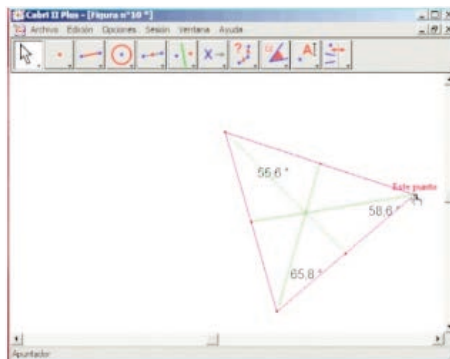 Cabri II Plus - [Figura nº10 *]
Archivo Edición Opciones Sesión Ventana Ayuda
55,6 °
Este punto
58,6 °
65,8 °
Apuntador